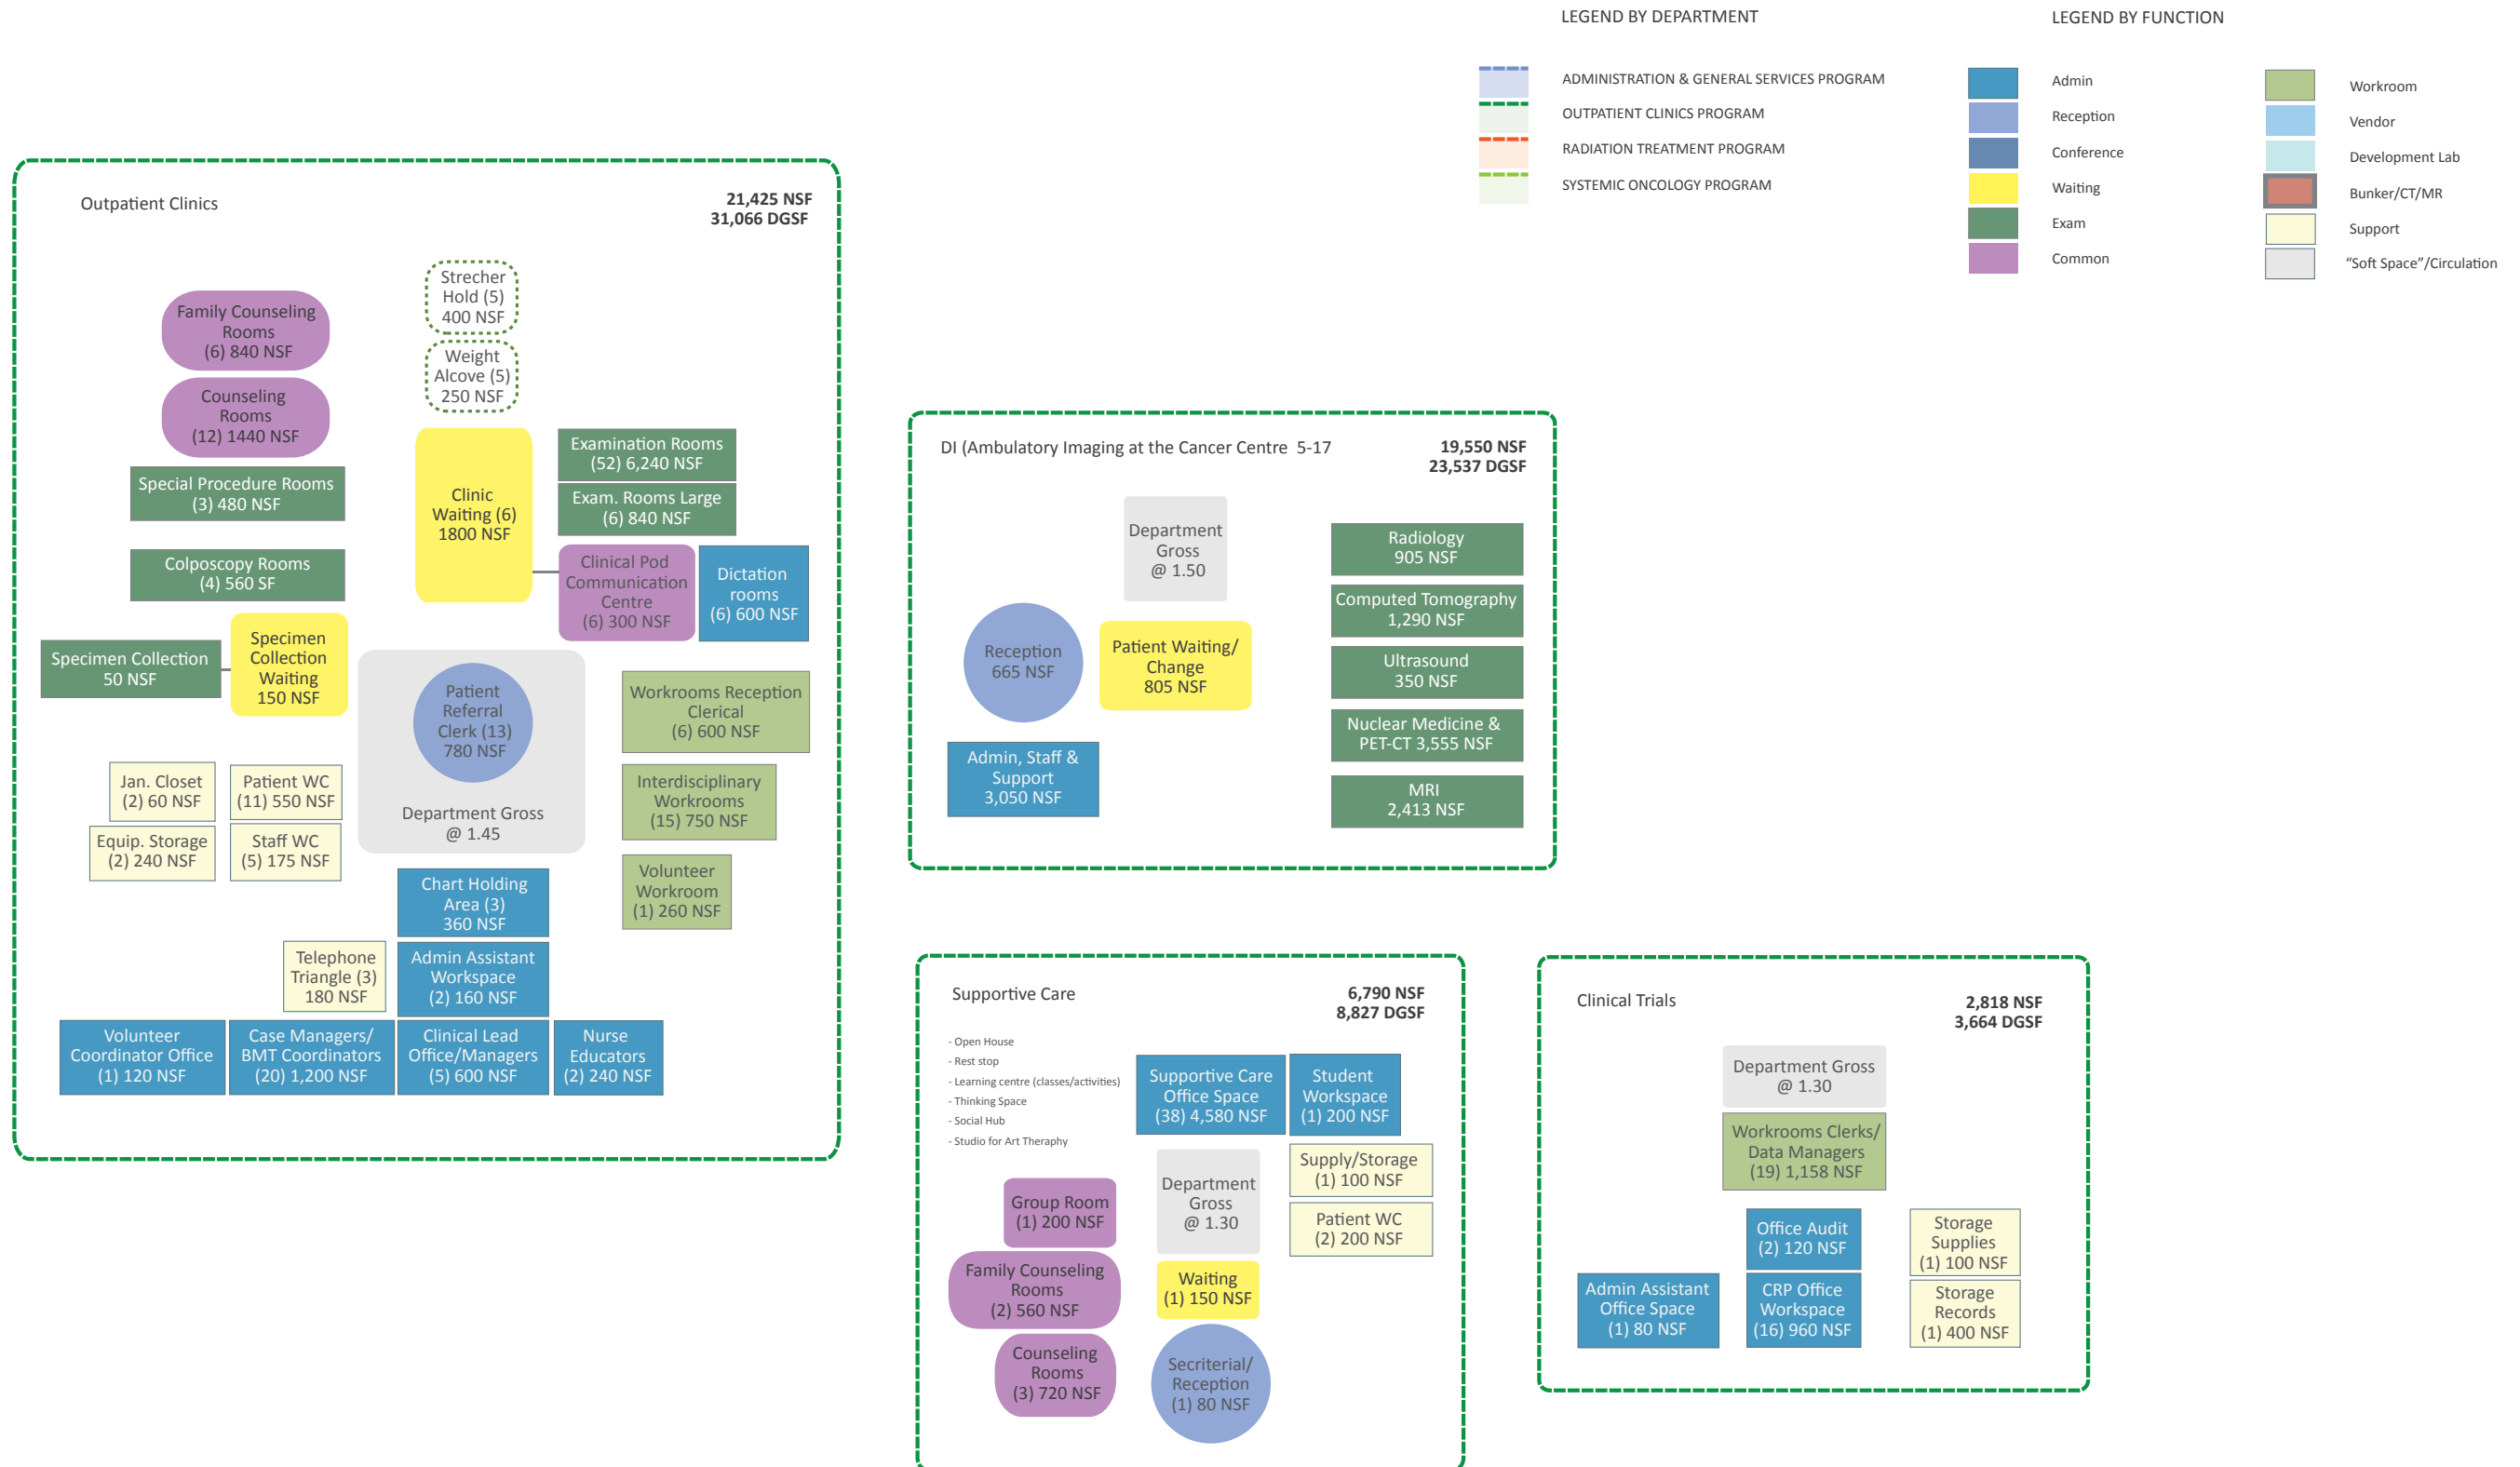 LEGEND BY DEPARTMENT
ADMINISTRATION & GENERAL SERVICES PROGRAM
OUTPATIENT CLINICS PROGRAM
RADIATION TREATMENT PROGRAM
SYSTEMIC ONCOLOGY PROGRAM
LEGEND BY FUNCTION
Admin
Reception
Conference
Waiting
Exam
Common
Workroom
Vendor
Development Lab
Bunker/CT/MR
Support
“Soft Space”/Circulation
Outpatient Clinics
21,425 NSF
31,066 DGSF
Strecher
Hold (5)
400 NSF
Weight
Alcove (5)
250 NSF
Family Counseling
Rooms
(6) 840 NSF
Counseling
Rooms
(12) 1440 NSF
Special Procedure Rooms
(3) 480 NSF
Colposcopy Rooms
(4) 560 SF
Clinic
Waiting (6)
1800 NSF
Examination Rooms
(52) 6,240 NSF
Exam. Rooms Large
(6) 840 NSF
Clinical Pod
Communication
Centre
(6) 300 NSF
Dictation
rooms
(6) 600 NSF
Specimen Collection
50 NSF
Specimen
Collection
Waiting
150 NSF
Patient
Referral
Clerk (13)
780 NSF
Department Gross
@ 1.45
Workrooms Reception
Clerical
(6) 600 NSF
Interdisciplinary
Workrooms
(15) 750 NSF
Volunteer
Workroom
(1) 260 NSF
Jan. Closet
(2) 60 NSF
Patient WC
(11) 550 NSF
Equip. Storage
(2) 240 NSF
Staff WC
(5) 175 NSF
Chart Holding
Area (3)
360 NSF
Telephone
Triangle (3)
180 NSF
Admin Assistant
Workspace
(2) 160 NSF
Volunteer
Coordinator Office
(1) 120 NSF
Case Managers/
BMT Coordinators
(20) 1,200 NSF
Clinical Lead
Office/Managers
(5) 600 NSF
Nurse
Educators
(2) 240 NSF
DI (Ambulatory Imaging at the Cancer Centre 5-17
19,550 NSF
23,537 DGSF
Department
Gross
@ 1.50
Reception
665 NSF
Patient Waiting/
Change
805 NSF
Admin, Staff &
Support
3,050 NSF
Radiology
905 NSF
Computed Tomography
1,290 NSF
Ultrasound
350 NSF
Nuclear Medicine &
PET-CT 3,555 NSF
MRI
2,413 NSF
Supportive Care
6,790 NSF
8,827 DGSF
- Open House
- Rest stop
- Learning centre (classes/activities)
- Thinking Space
- Social Hub
- Studio for Art Theraphy
Supportive Care
Office Space
(38) 4,580 NSF
Student
Workspace
(1) 200 NSF
Supply/Storage
(1) 100 NSF
Patient WC
(2) 200 NSF
Department
Gross
@ 1.30
Group Room
(1) 200 NSF
Family Counseling
Rooms
(2) 560 NSF
Counseling
Rooms
(3) 720 NSF
Waiting
(1) 150 NSF
Secriterial/
Reception
(1) 80 NSF
Clinical Trials
2,818 NSF
3,664 DGSF
Department Gross
@ 1.30
Workrooms Clerks/
Data Managers
(19) 1,158 NSF
Office Audit
(2) 120 NSF
Admin Assistant
Office Space
(1) 80 NSF
CRP Office
Workspace
(16) 960 NSF
Storage
Supplies
(1) 100 NSF
Storage
Records
(1) 400 NSF